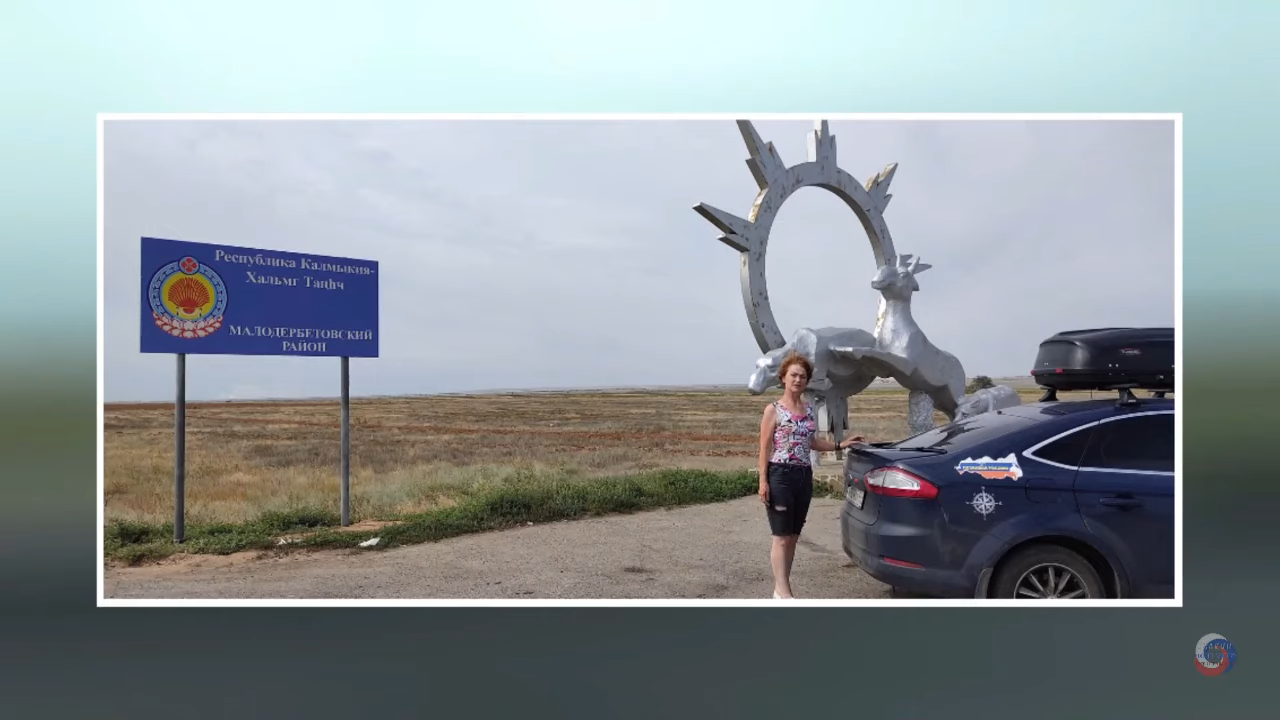 Республика Калмыкия-
Хальмг Таңһч
МАЛОДЕРБЕТОВСКИЙ
РАЙОН